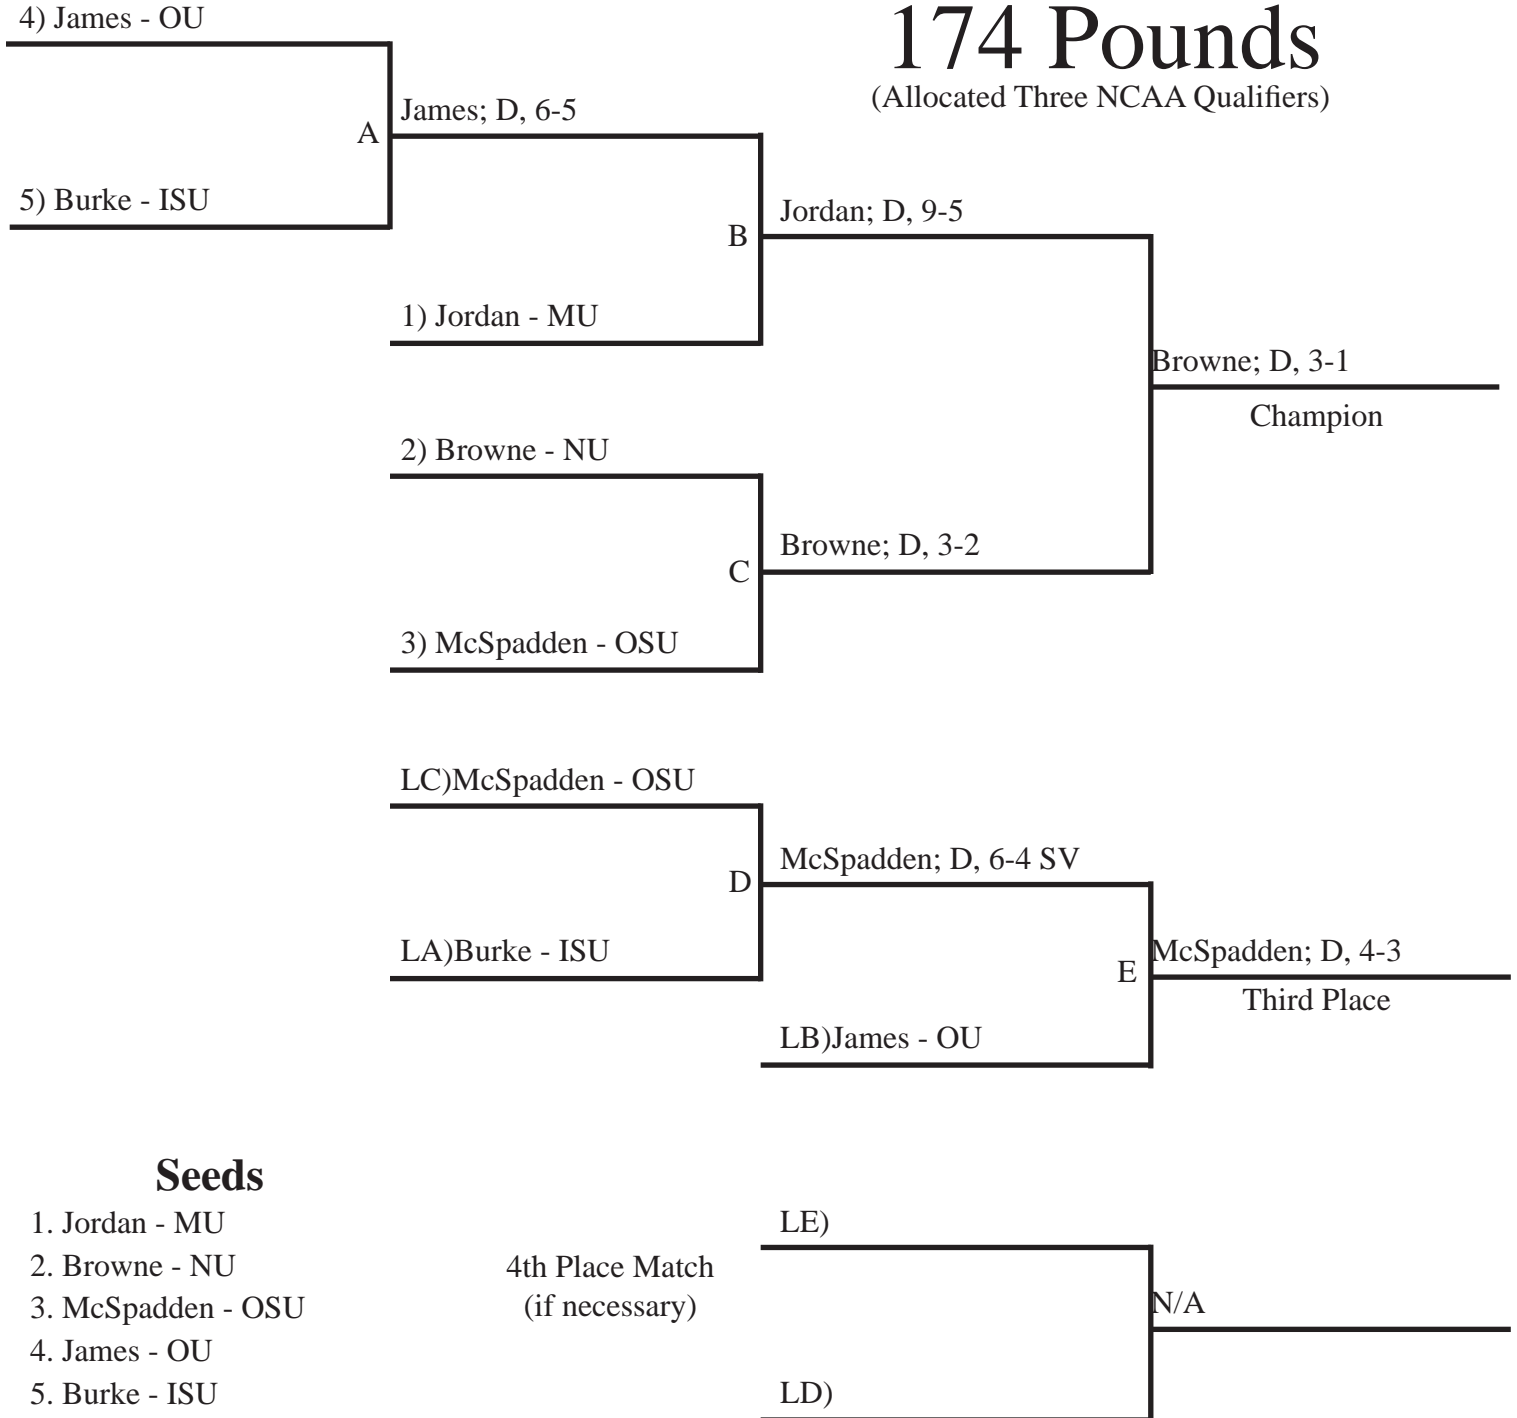 4) James - OU
174 Pounds
(Allocated Three NCAA Qualifiers)
James; D, 6-5
A
5) Burke - ISU
Jordan; D, 9-5
B
1) Jordan - MU
Browne; D, 3-1
Champion
2) Browne - NU
Browne; D, 3-2
C
3) McSpadden - OSU
LC)McSpadden - OSU
McSpadden; D, 6-4 SV
D
LA)Burke - ISU
McSpadden; D, 4-3
E
Third Place
LB)James - OU
Seeds
1. Jordan - MU
2. Browne - NU
3. McSpadden - OSU
4. James - OU
5. Burke - ISU
4th Place Match
(if necessary)
LE)
N/A
LD)